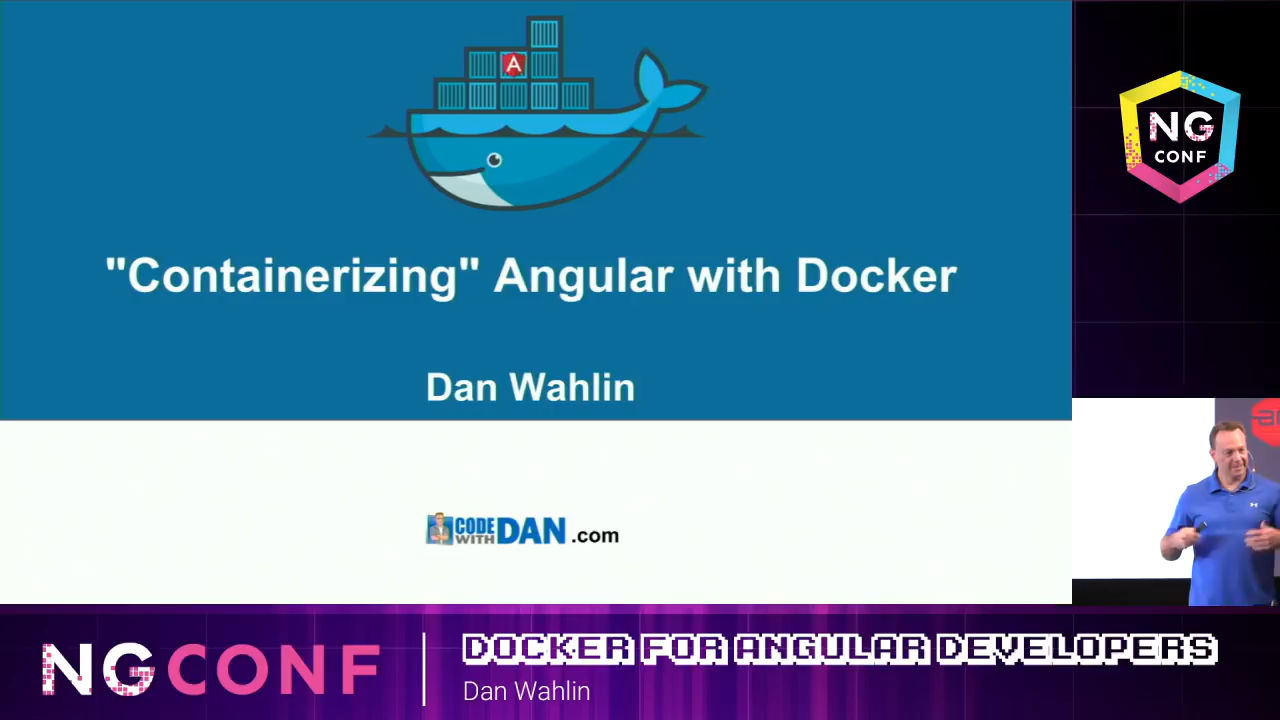 A
NG
CONF
"Containerizing" Angular with Docker
Dan Wahlin
CODE
WITH
DAN
.com
NG CONF
DOCKER FOR ANGULAR DEVELOPERS
Dan Wahlin